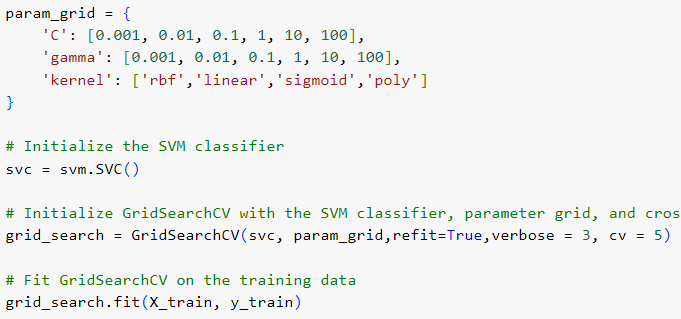 param_grid = {
    'C': [0.001, 0.01, 0.1, 1, 10, 100],
    'gamma': [0.001, 0.01, 0.1, 1, 10, 100],
    'kernel': ['rbf','linear','sigmoid','poly']
}
# Initialize the SVM classifier
svc = svm.SVC()
# Initialize GridSearchCV with the SVM classifier, parameter grid, and cros
grid_search = GridSearchCV(svc, param_grid,refit=True,verbose = 3, cv = 5)
# Fit GridSearchCV on the training data
grid_search.fit(X_train, y_train)